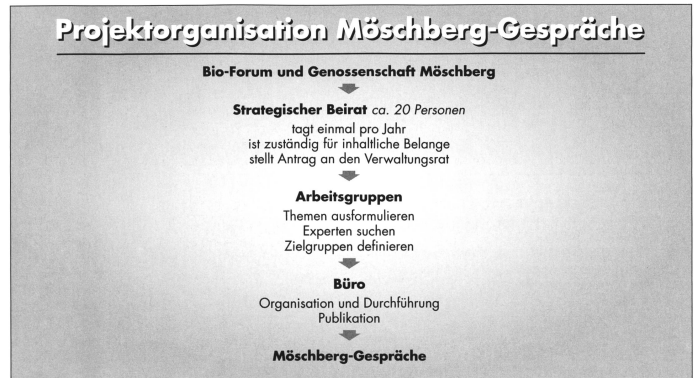 Projektorganisation Möschberg-Gespräche
Bio-Forum und Genossenschaft Möschberg
Strategischer Beirat ca. 20 Personen
tagt einmal pro Jahr
ist zuständig für inhaltliche Belange
stellt Antrag an den Verwaltungsrat
Arbeitsgruppen
Themen ausformulieren
Experten suchen
Zielgruppen definieren
Büro
Organisation und Durchführung
Publikation
Möschberg-Gespräche